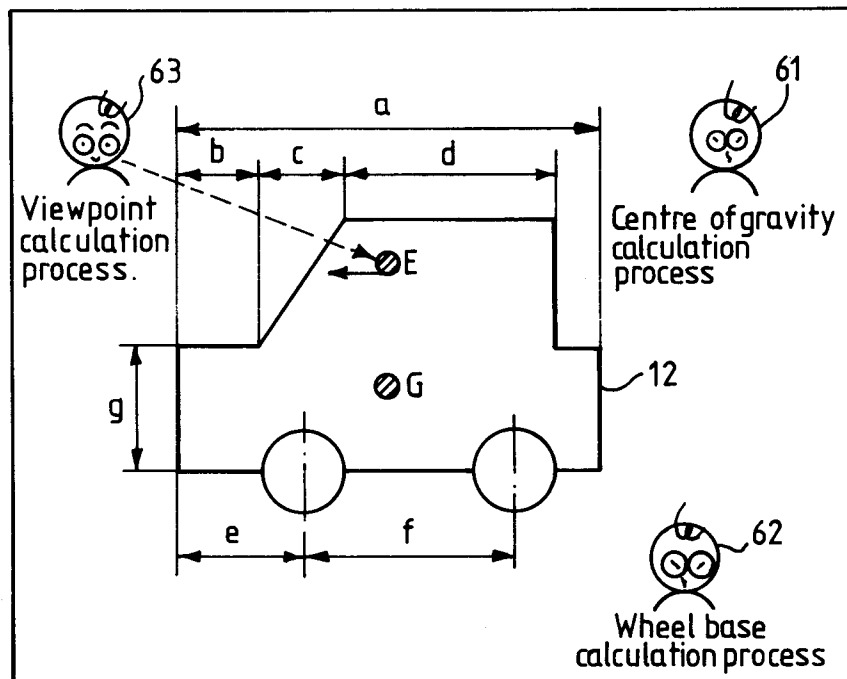 63
61
a
b
c
d
Viewpoint
calculation
process.
Centre of gravity
calculation
process
E
G
12
g
e
f
62
Wheel base
calculation process